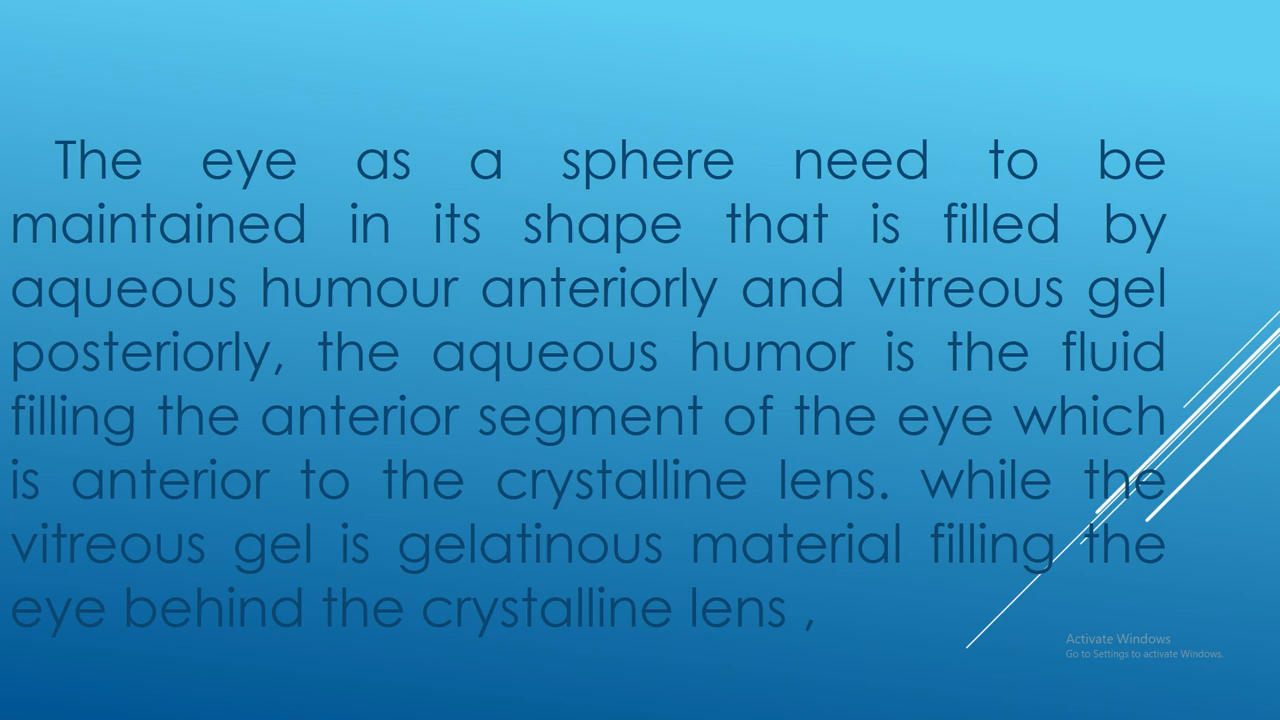 The eye as a sphere need to be
maintained in its shape that is filled by
aqueous humour anteriorly and vitreous gel
posteriorly, the aqueous humor is the fluid
filling the anterior segment of the eye which
is anterior to the crystalline lens. while the
vitreous gel is gelatinous material filling the
eye behind the crystalline lens ,
Activate Windows
Go to Settings to activate Windows.